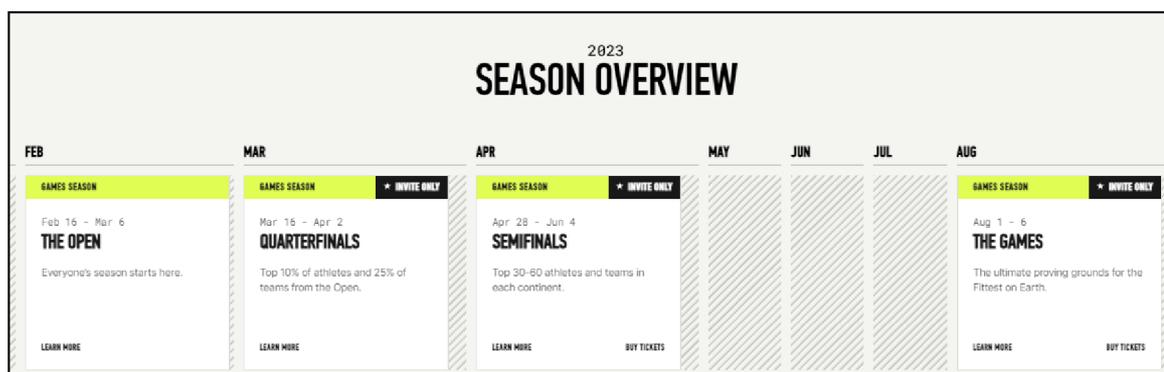 2023
SEASON OVERVIEW
FEB
MAR
APR
MAY
JUN
JUL
AUG
GAMES SEASON
Feb 16 - Mar 6
THE OPEN
Everyone's season starts here.
LEARN MORE
GAMES SEASON
★ INVITE ONLY
Mar 16 - Apr 2
QUARTERFINALS
Top 10% of athletes and 25% of
teams from the Open.
LEARN MORE
GAMES SEASON
★ INVITE ONLY
Apr 28 - Jun 4
SEMIFINALS
Top 30-60 athletes and teams in
each continent.
LEARN MORE
BUY TICKETS
GAMES SEASON
★ INVITE ONLY
Aug 1 - 6
THE GAMES
The ultimate proving grounds for the
Fittest on Earth.
LEARN MORE
BUY TICKETS